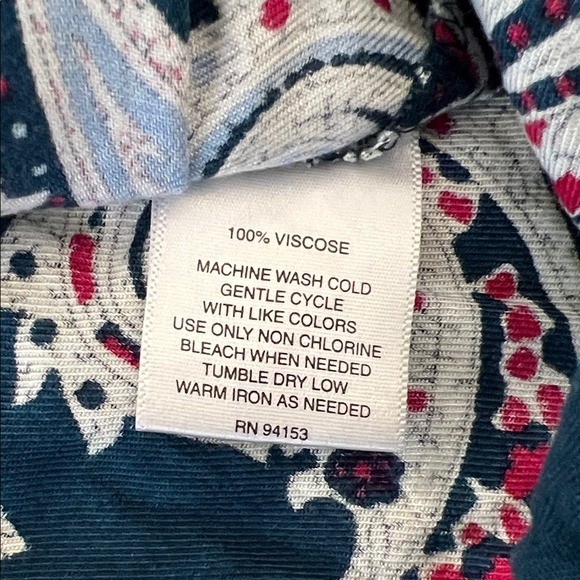 100% VISCOSE
MACHINE WASH COLD
GENTLE CYCLE
WITH LIKE COLORS
USE ONLY NON CHLORINE
BLEACH WHEN NEEDED
TUMBLE DRY LOW
WARM IRON AS NEEDED
RN 94153